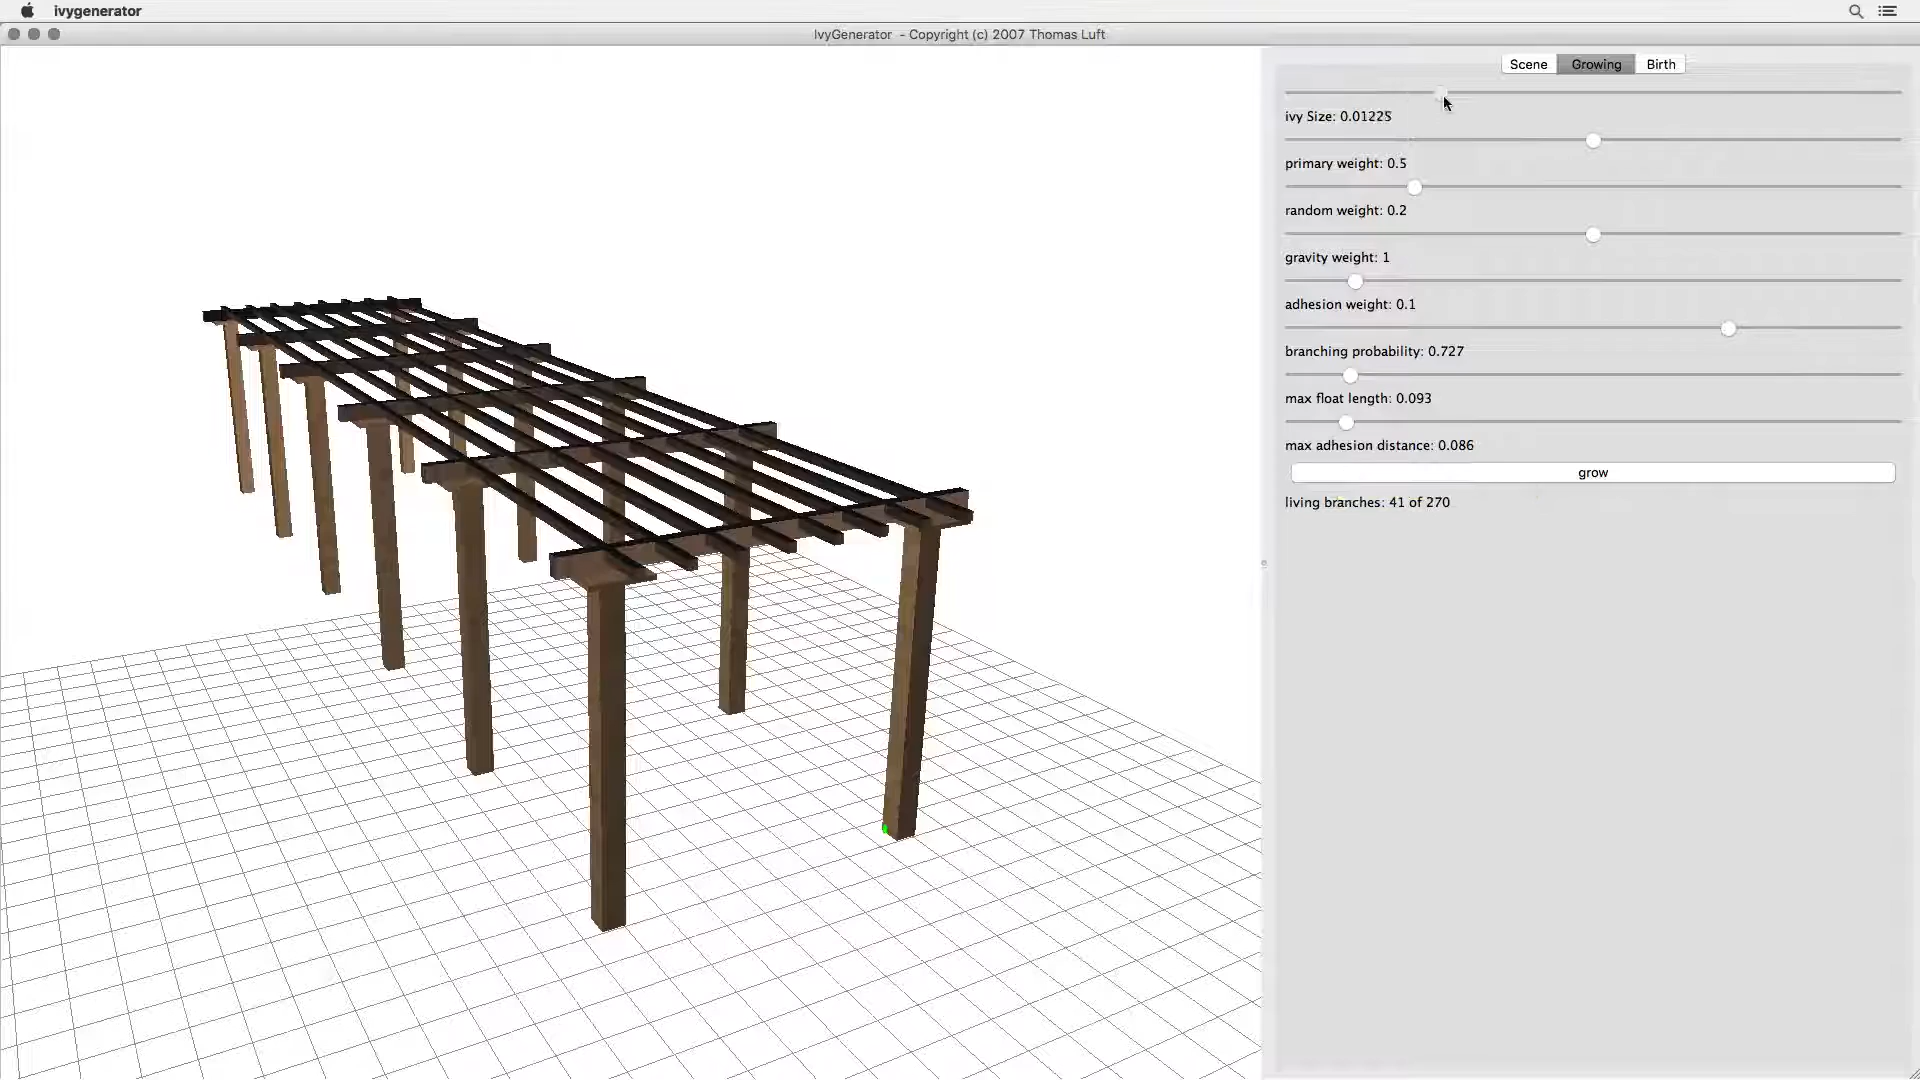 ivygenerator
IvyGenerator - Copyright (c) 2007 Thomas Luft
Scene Growing Birth
ivy Size: 0.01225
primary weight: 0.5
random weight: 0.2
gravity weight: 1
adhesion weight: 0.1
branching probability: 0.727
max float length: 0.093
max adhesion distance: 0.086
grow
living branches: 41 of 270